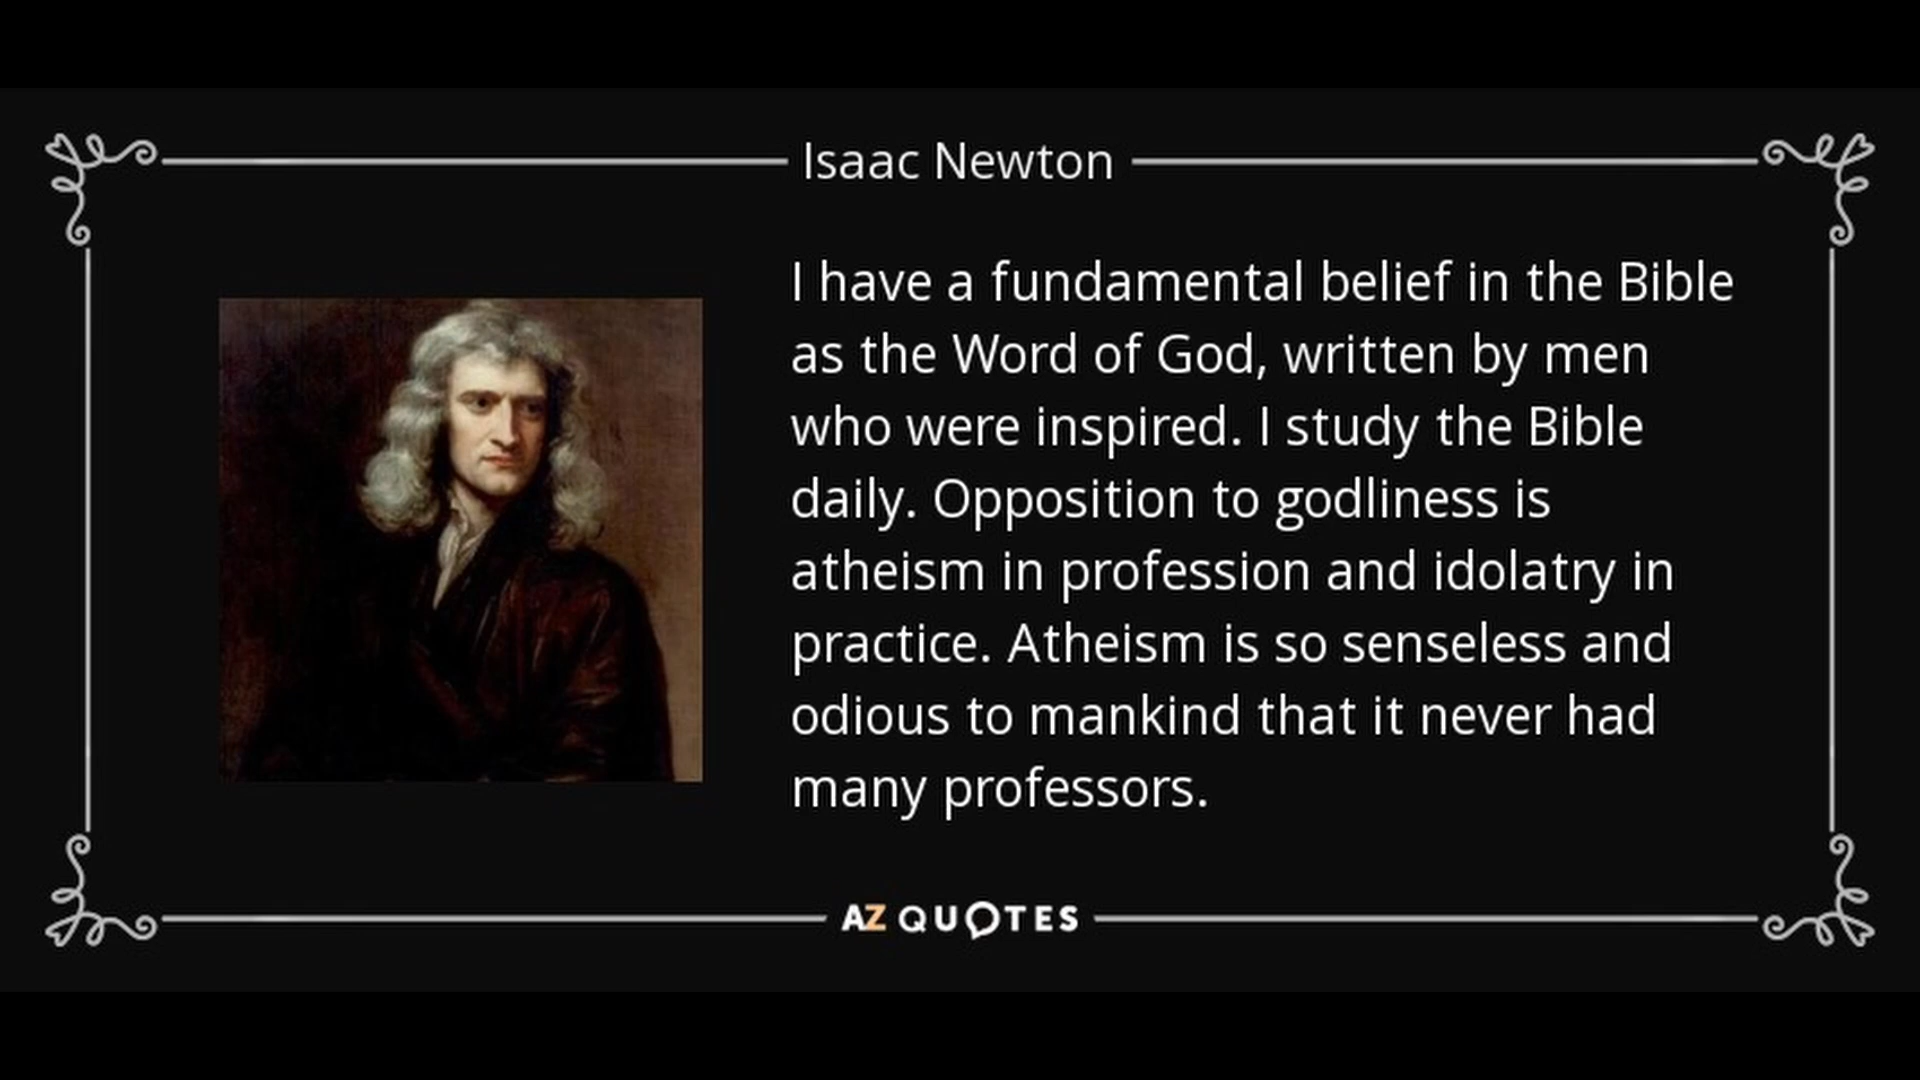 Isaac Newton
I have a fundamental belief in the Bible
as the Word of God, written by men
who were inspired. I study the Bible
daily. Opposition to godliness is
atheism in profession and idolatry in
practice. Atheism is so senseless and
odious to mankind that it never had
many professors.
AZ QUOTES